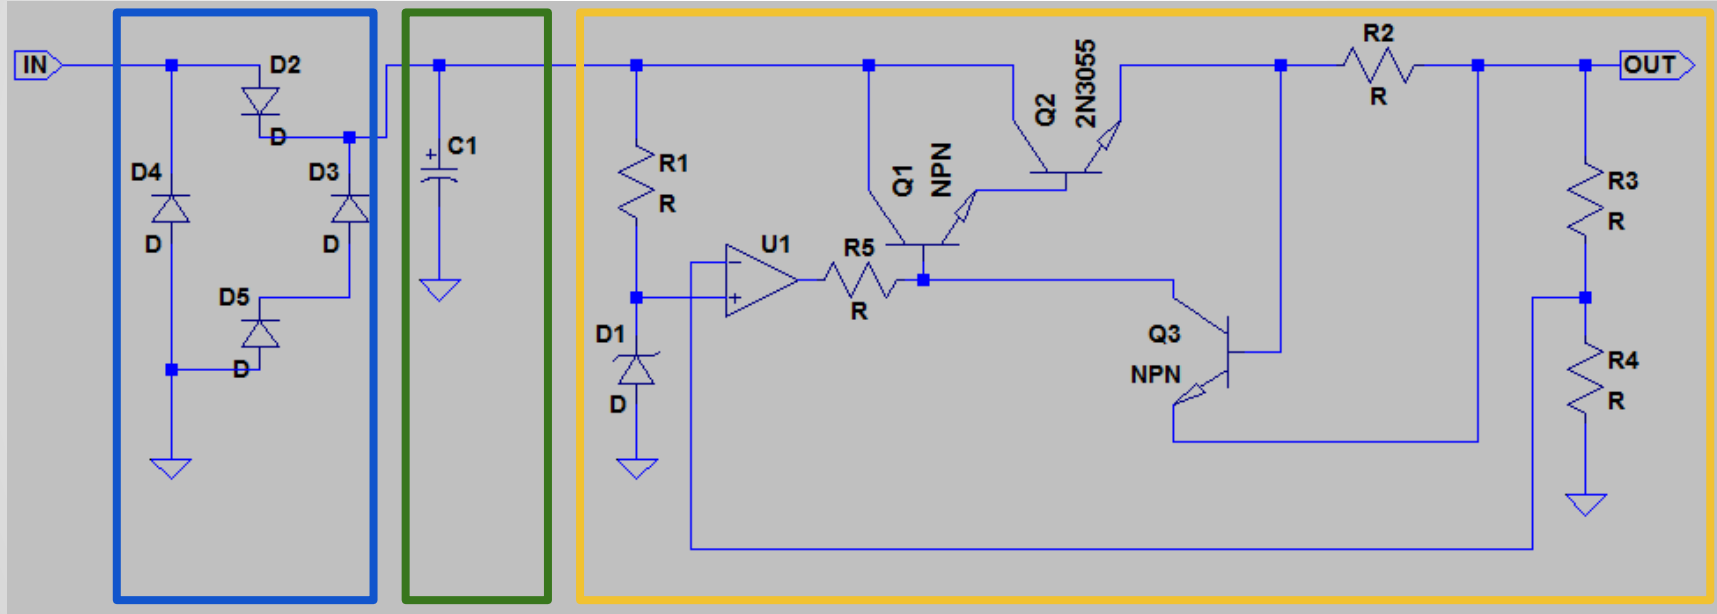 IN
D2
D
D4
D
D3
D
D5
D
C1
+
R1
R
D1
D
U1
R5
R
Q1
NPN
Q2
2N3055
Q3
NPN
R2
R
OUT
R3
R
R4
R